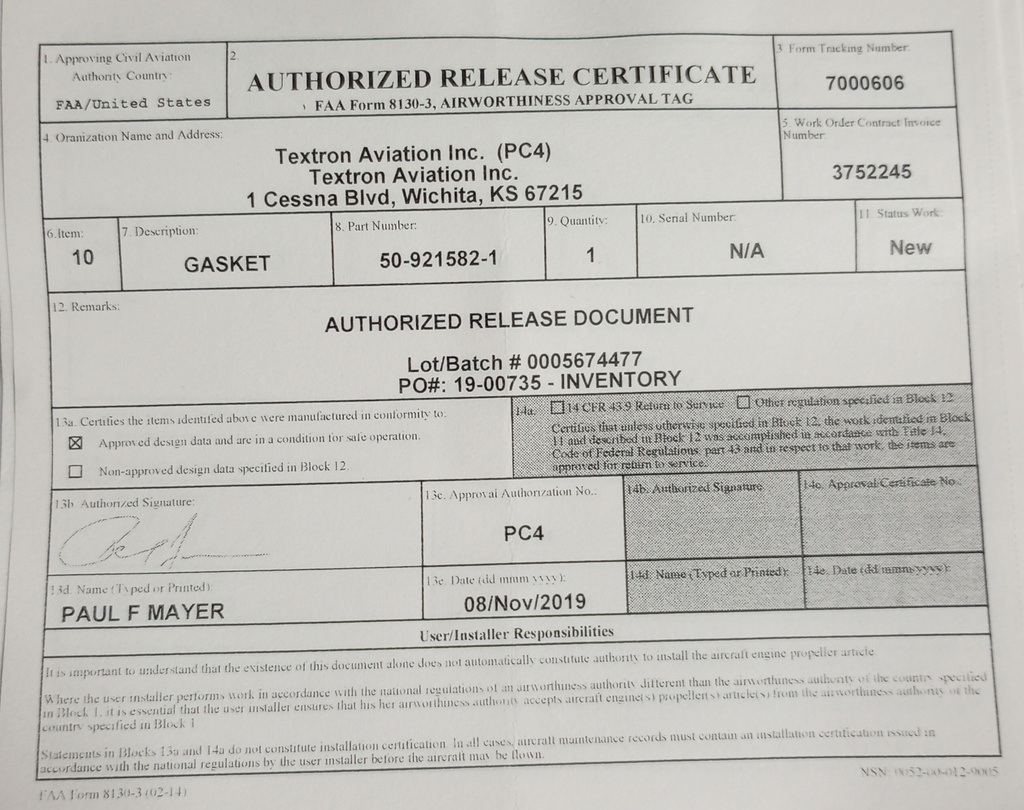 1. Approving Civil Aviation
Authority Country:
FAA/United States
2.
AUTHORIZED RELEASE CERTIFICATE
FAA Form 8130-3, AIRWORTHINESS APPROVAL TAG
3. Form Tracking Number:
7000606
4. Oranization Name and Address:
Textron Aviation Inc. (PC4)
Textron Aviation Inc.
1 Cessna Blvd, Wichita, KS 67215
5. Work Order Contract Invoice
Number:
3752245
6. Item:
10
7. Description:
GASKET
8. Part Number:
50-921582-1
9. Quantity:
1
10. Serial Number:
N/A
11. Status Work:
New
12. Remarks:
AUTHORIZED RELEASE DOCUMENT
Lot/Batch # 0005674477
PO#: 19-00735 - INVENTORY
13a. Certifies the items identifed above were manufactured in conformity to:
Approved design data and are in a condition for safe operation.
Non-approved design data specified in Block 12.
14a. 14 CFR 43.9 Return to Service Other regulation specified in Block 12
Certifies that unless otherwise specified in Block 12, the work identified in Block
11 and described in Block 12 was accomplished in accordance with Title 14,
Code of Federal Regulations, part 43 and in respect to that work, the items are
approved for return to service.
13b. Authorized Signature:
13c. Approval Authorization No.:
PC4
14b. Authorized Signature
14c. Approval Certificate No.:
13d. Name (Typed or Printed):
PAUL F MAYER
13e. Date (dd mmm yyyy):
08/Nov/2019
14d. Name (Typed or Printed):
14e. Date (dd mmm yyyy):
User/Installer Responsibilities
It is important to understand that the existence of this document alone does not automatically constitute authority to install the aircraft engine propeller article.
Where the user installer performs work in accordance with the national regulations of an airworthiness authority different than the airworthiness authority of the country specified
in Block 1, it is essential that the user installer ensures that his her airworthiness authority accepts aircraft engine(s) propeller(s) article(s) from the airworthiness authority of the
country specified in Block 1
Statements in Blocks 13a and 14a do not constitute installation certification. In all cases, aircraft maintenance records must contain an installation certification issued in
accordance with the national regulations by the user installer before the aircraft may be flown.
FAA Form 8130-3 (02-14)
NSN: 0052-00-012-9005